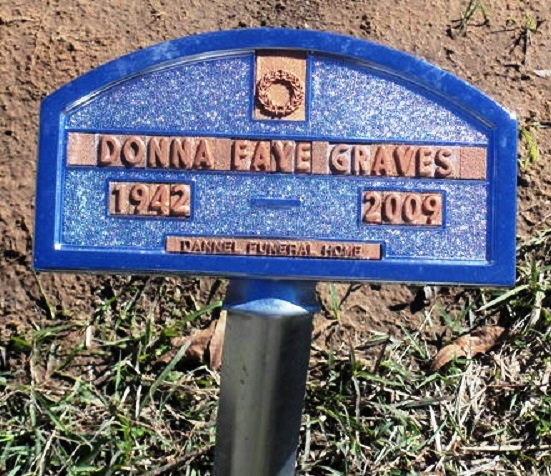 DONNA FAYE GRAVES
1942 — 2009
DANNEL FUNERAL HOME